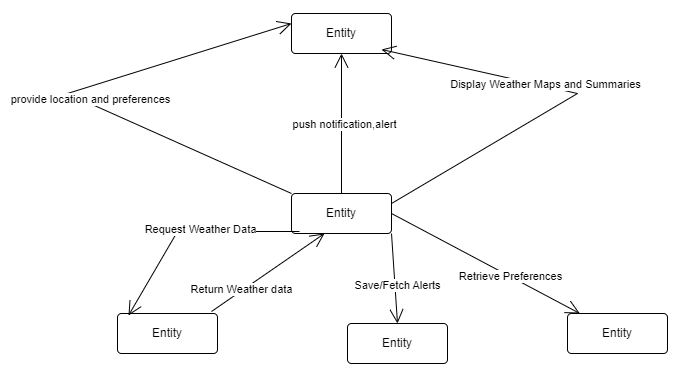 Entity
Display Weather Maps and Summaries
provide location and preferences
push notification,alert
Entity
Request Weather Data
Retrieve Preferences
Save/Fetch Alerts
Return Weather data
Entity
Entity
Entity